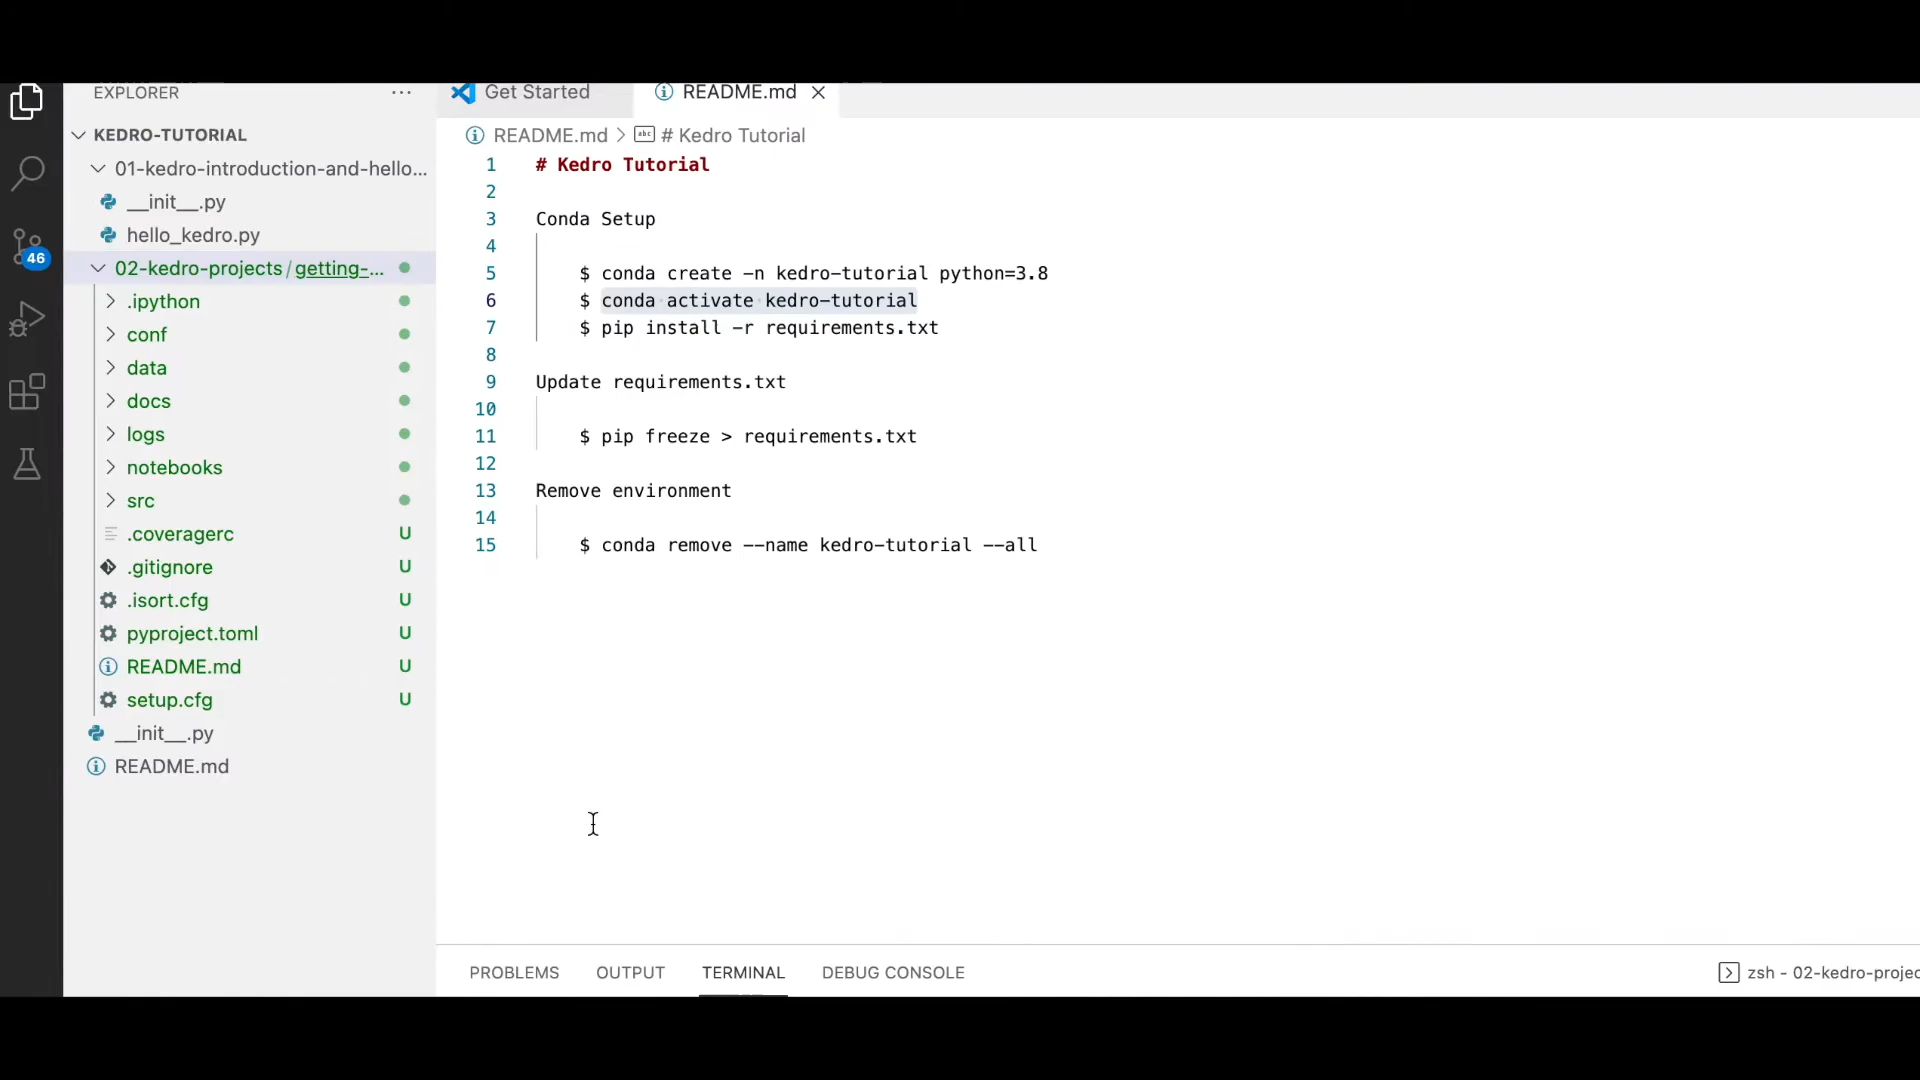 EXPLORER
KEDRO-TUTORIAL
01-kedro-introduction-and-hello...
__init__.py
hello_kedro.py
02-kedro-projects/getting-...
.ipython
conf
data
docs
logs
notebooks
src
.coveragerc U
.gitignore U
.isort.cfg U
pyproject.toml U
README.md U
setup.cfg U
__init__.py
README.md
46
Get Started
README.md
README.md > # Kedro Tutorial
1 # Kedro Tutorial
2
3 Conda Setup
4
5 $ conda create -n kedro-tutorial python=3.8
6 $ conda activate kedro-tutorial
7 $ pip install -r requirements.txt
8
9 Update requirements.txt
10
11 $ pip freeze > requirements.txt
12
13 Remove environment
14
15 $ conda remove --name kedro-tutorial --all
PROBLEMS OUTPUT TERMINAL DEBUG CONSOLE
zsh - 02-kedro-projec